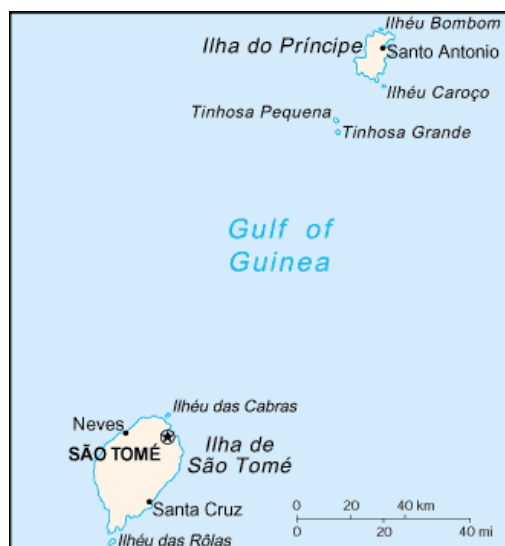 Ilhéu Bombom
Ilha do Príncipe
Santo Antonio
Ilhéu Caroço
Tinhosa Pequena
Tinhosa Grande
Gulf of
Guinea
Ilhéu das Cabras
Neves
Ilha de
SÃO TOMÉ
São Tomé
Santa Cruz
0 20 40 km
0 20 40 mi
Ilhéu das Rôlas